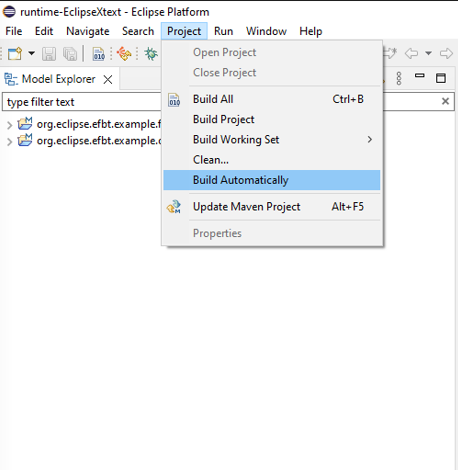 runtime-EclipseXtext - Eclipse Platform
File Edit Navigate Search Project Run Window Help
Open Project
Close Project
Model Explorer
010
Build All Ctrl+B
type filter text
Build Project
org.eclipse.efbt.example.f
org.eclipse.efbt.example.c
Build Working Set
Clean...
Build Automatically
Update Maven Project Alt+F5
Properties